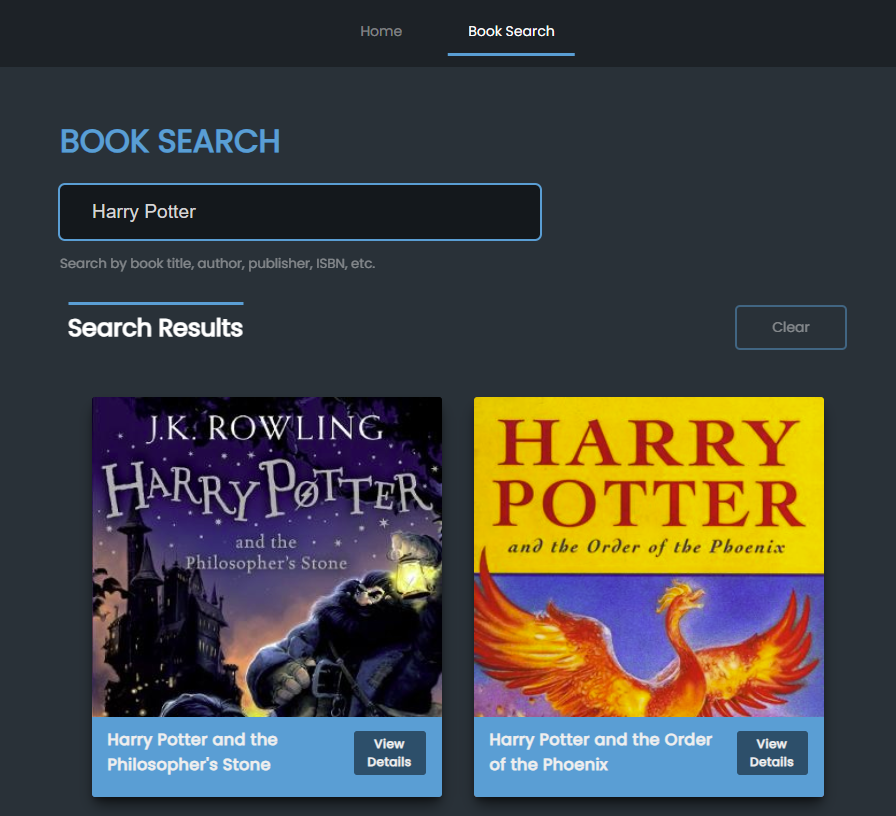 Home
Book Search
BOOK SEARCH
Harry Potter
Search by book title, author, publisher, ISBN, etc.
Search Results
Clear
J.K. ROWLING
HARRY POTTER
and the
Philosopher's Stone
HARRY
POTTER
and the Order of the Phoenix
Harry Potter and the
Philosopher's Stone
View
Details
Harry Potter and the Order
of the Phoenix
View
Details